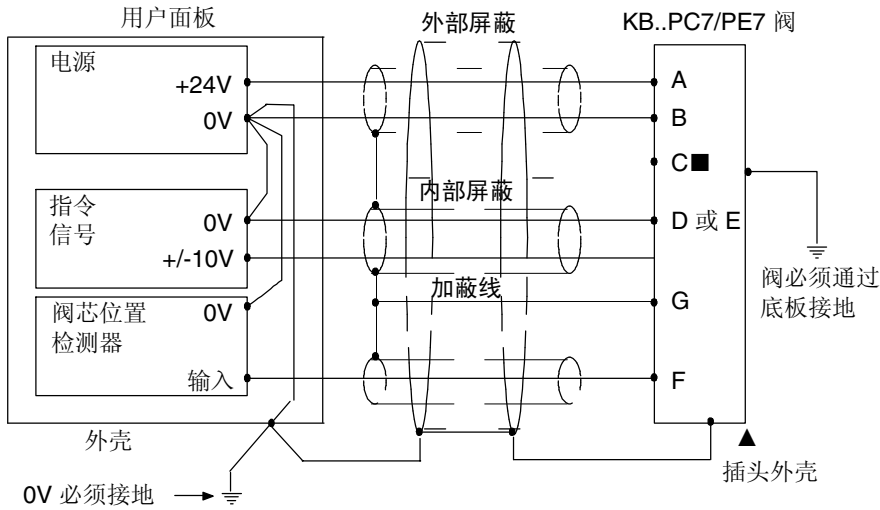 用户面板
外部屏蔽
KB..PC7/PE7 阀
电源
+24V
0V
A
B
C■
内部屏蔽
指令
信号
0V
+/-10V
D 或 E
阀必须通过
底板接地
加蔽线
阀芯位置
检测器
0V
输入
G
F
外壳
▲
插头外壳
0V 必须接地